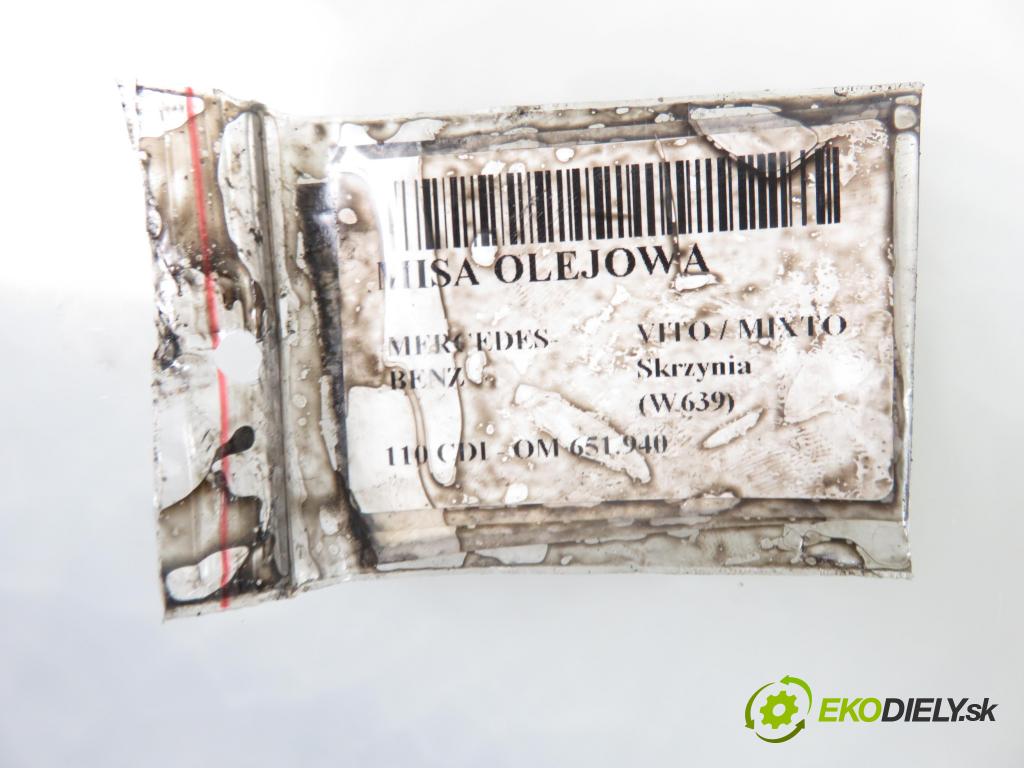 MISA OLEJOWA
MERCEDES-
BENZ
VITO / MIXTO
Skrzynia
(W639)
110 CDI - OM 651.940
EKODIELY.sk